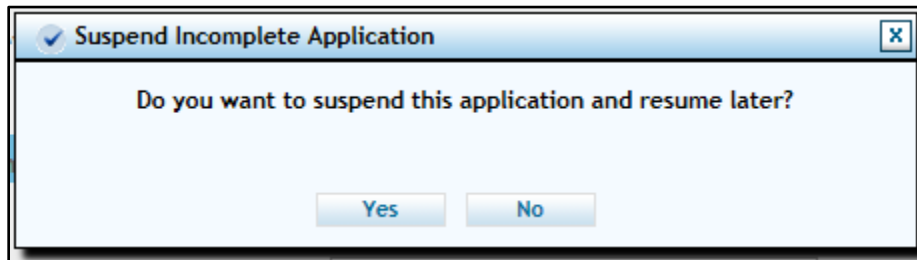 Suspend Incomplete Application
Do you want to suspend this application and resume later?
Yes No